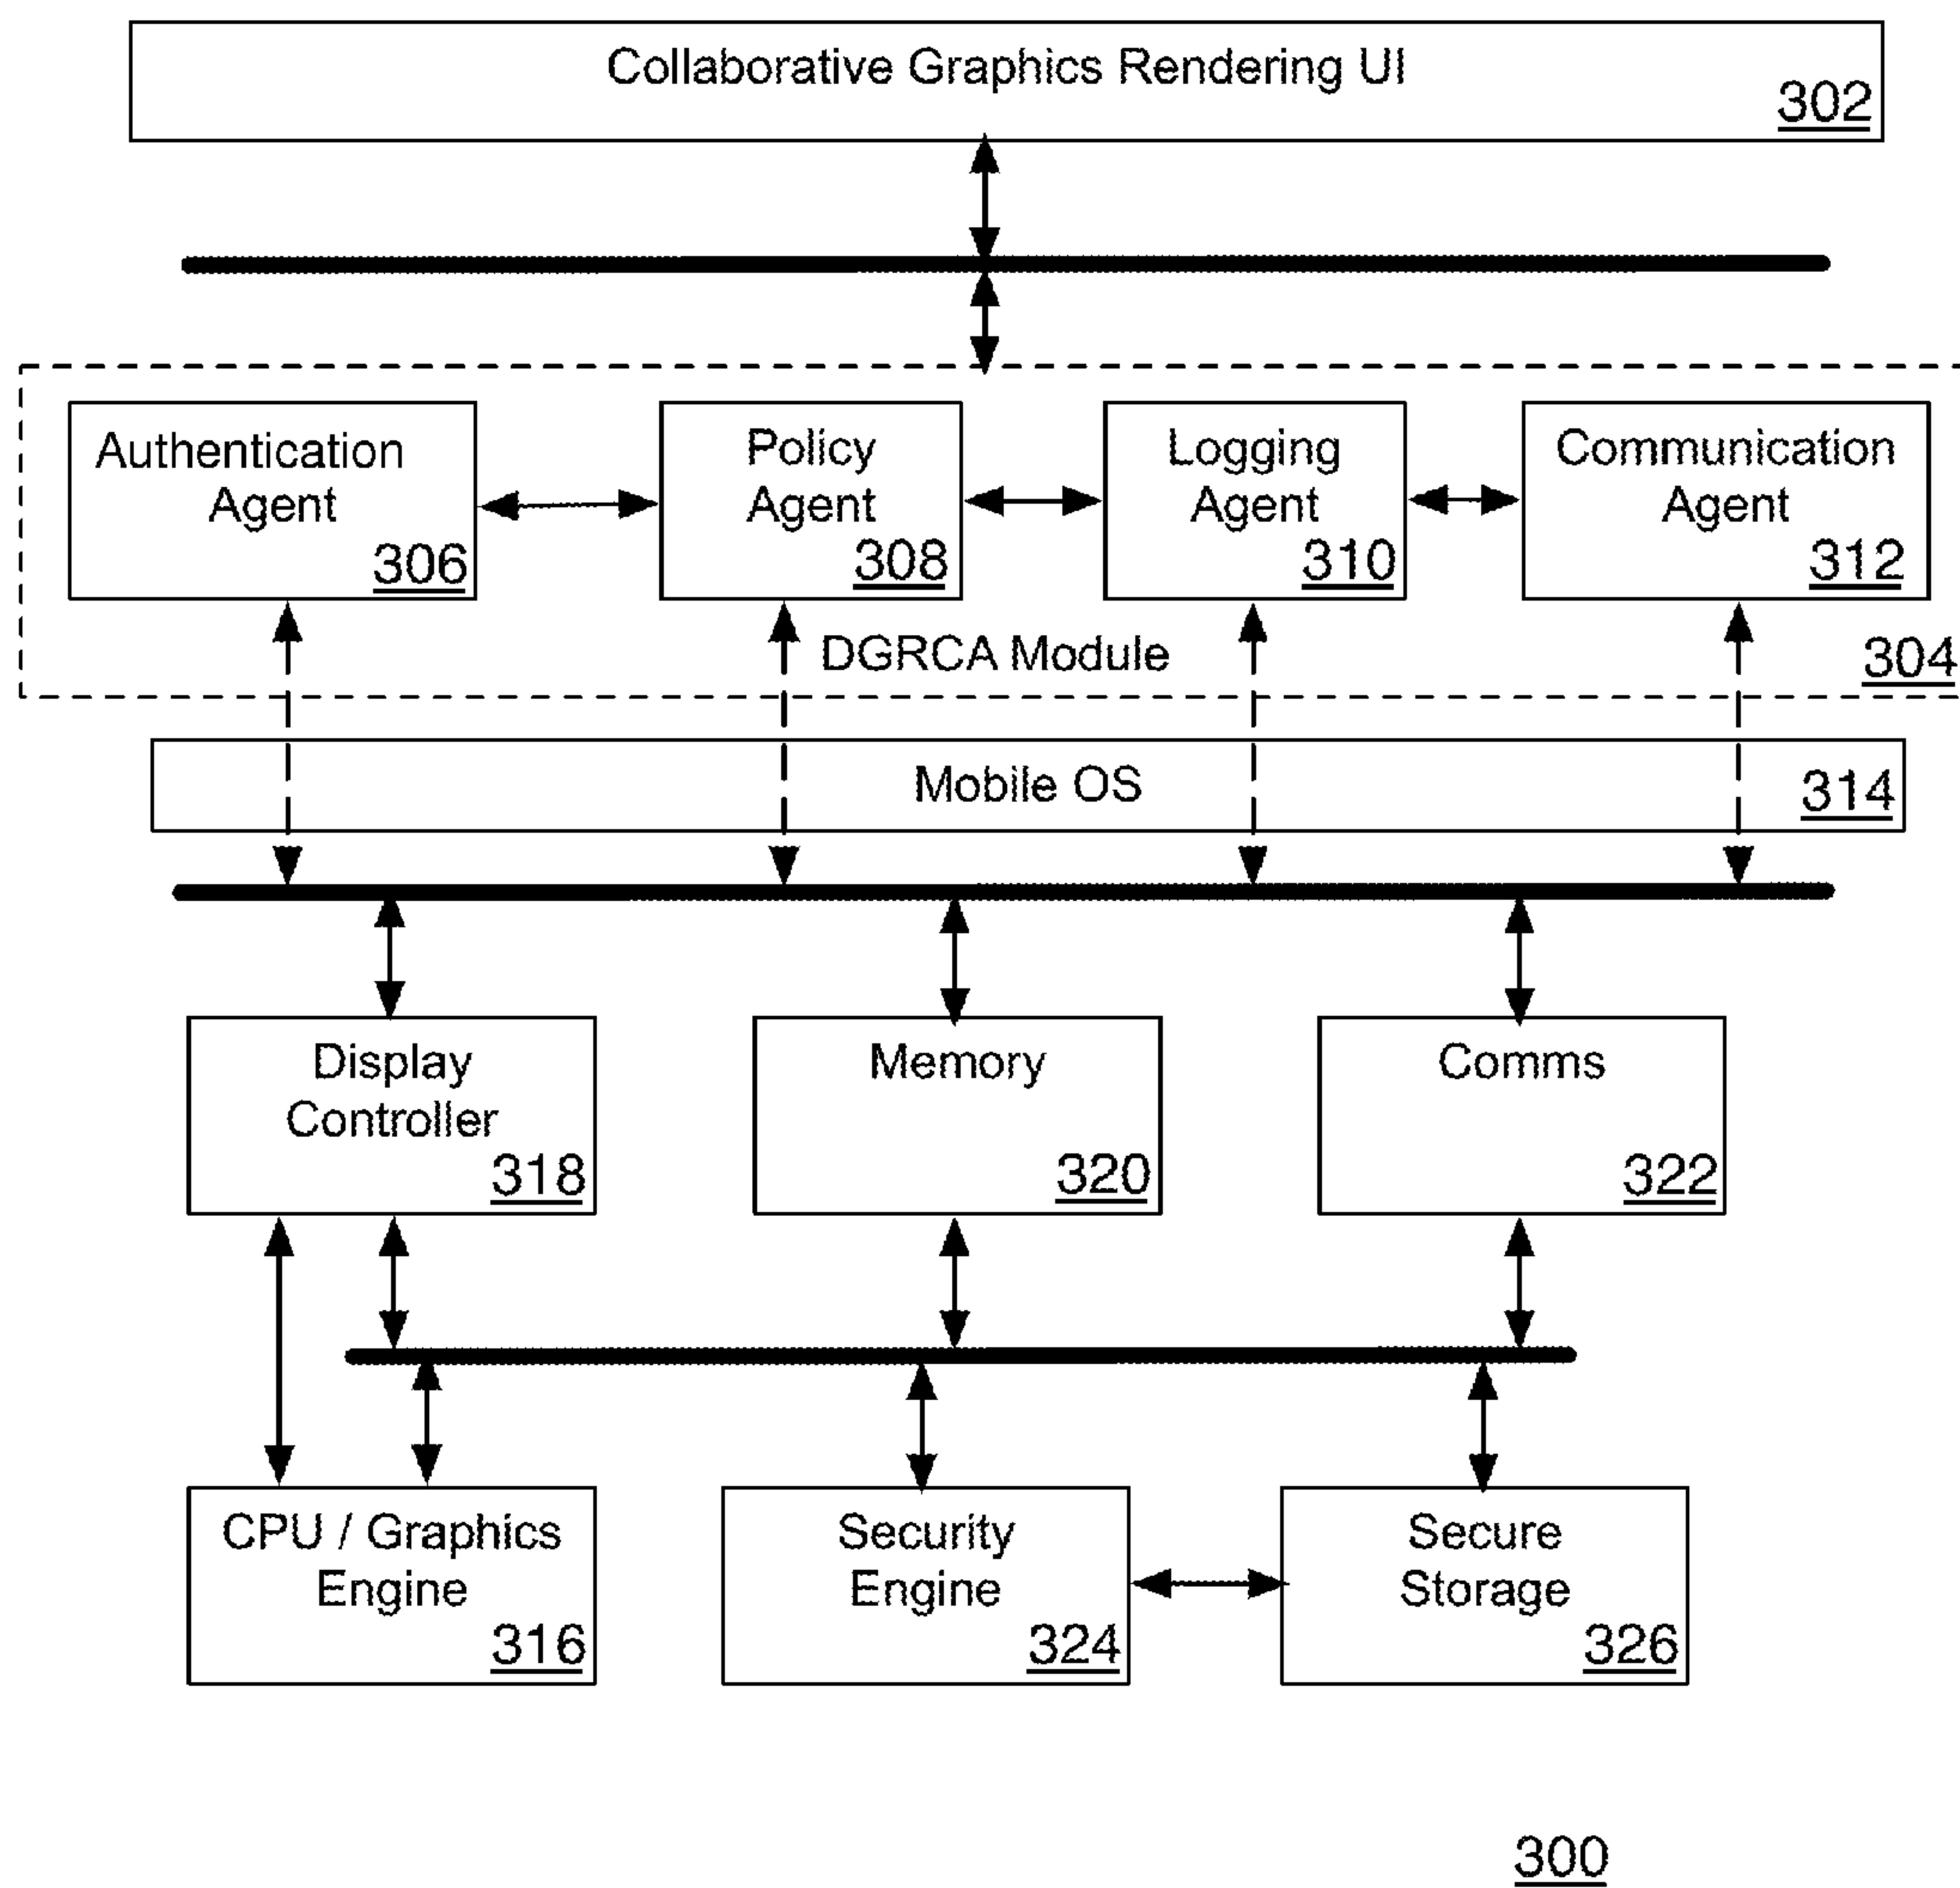 Collaborative Graphics Rendering UI
302
Authentication
Agent
306
Policy
Agent
308
Logging
Agent
310
Communication
Agent
312
DGRCA Module
304
Mobile OS
314
Display
Controller
318
Memory
320
Comms
322
CPU / Graphics
Engine
316
Security
Engine
324
Secure
Storage
326
300